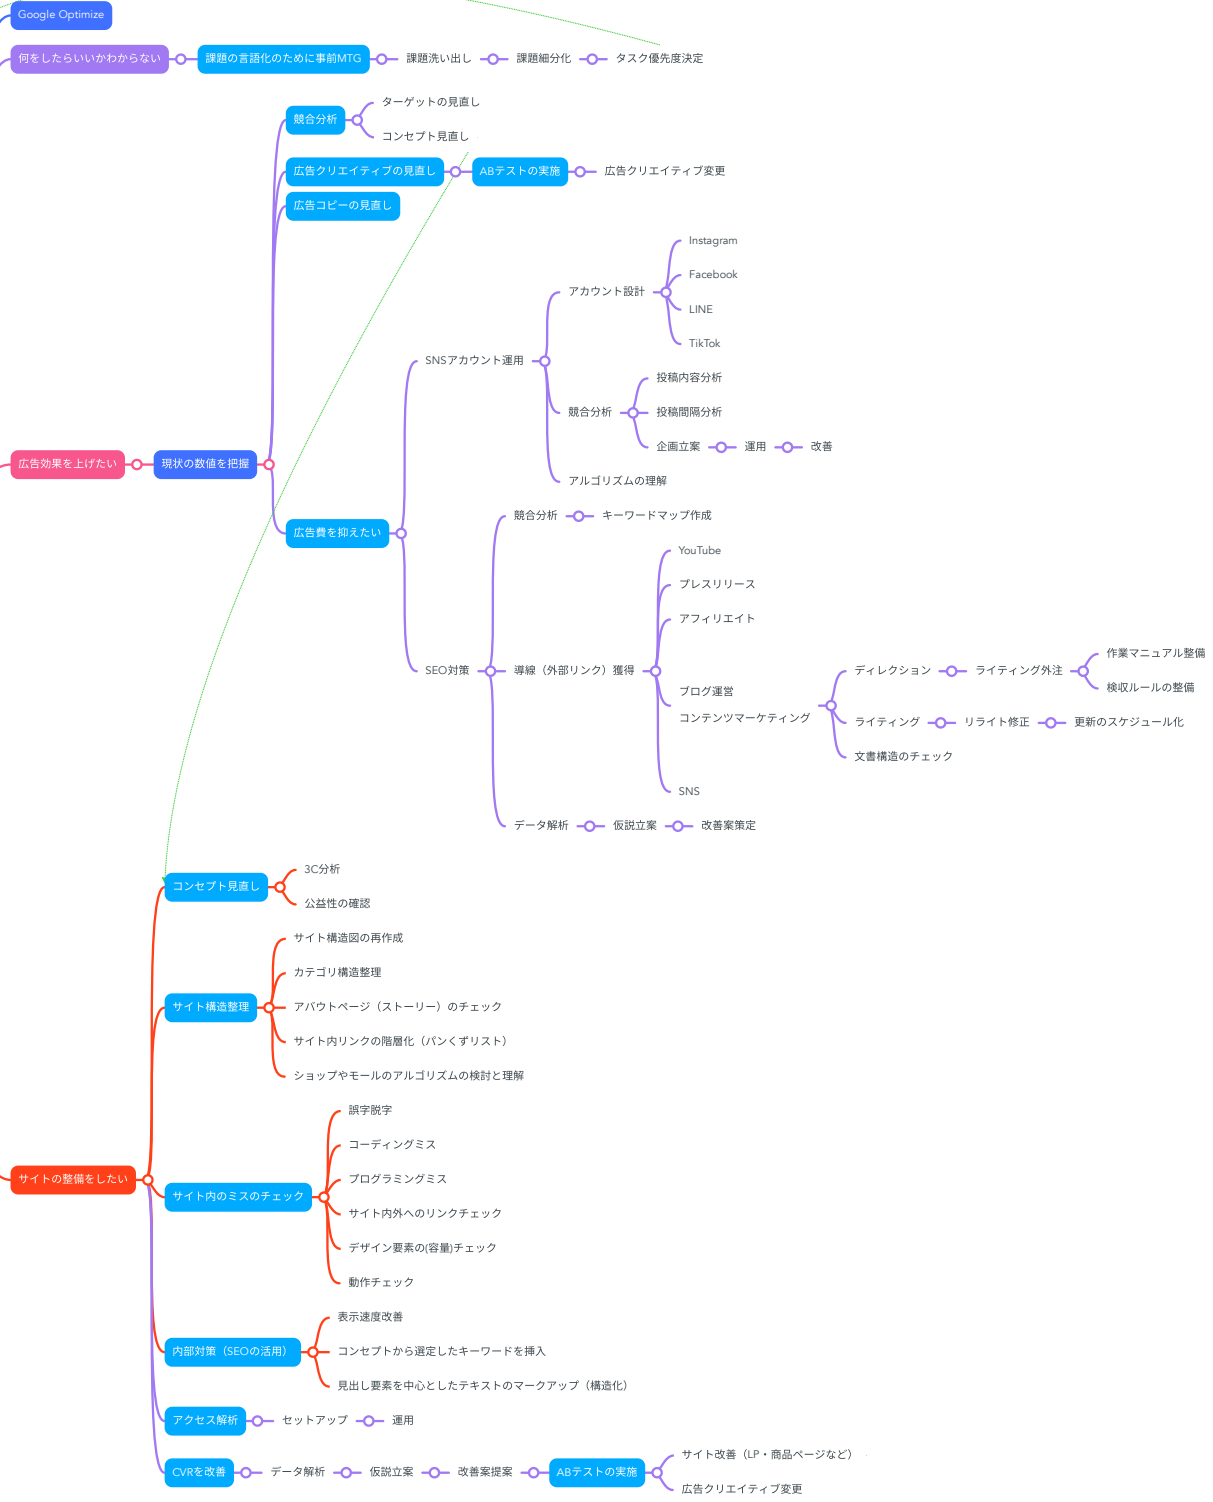 Google Optimize
何をしたらいいかわからない
課題の言語化のために事前MTG
課題洗い出し
課題細分化
タスク優先度決定
競合分析
ターゲットの見直し
コンセプト見直し
広告クリエイティブの見直し
ABテストの実施
広告クリエイティブ変更
広告コピーの見直し
広告効果を上げたい
現状の数値を把握
広告費を抑えたい
SNSアカウント運用
アカウント設計
Instagram
Facebook
LINE
TikTok
競合分析
投稿内容分析
投稿間隔分析
企画立案
運用
改善
アルゴリズムの理解
SEO対策
競合分析
キーワードマップ作成
導線（外部リンク）獲得
YouTube
プレスリリース
アフィリエイト
ブログ運営
コンテンツマーケティング
ディレクション
ライティング外注
作業マニュアル整備
検収ルールの整備
ライティング
リライト修正
更新のスケジュール化
文書構造のチェック
SNS
データ解析
仮説立案
改善案策定
サイトの整備をしたい
コンセプト見直し
3C分析
公益性の確認
サイト構造整理
サイト構造図の再作成
カテゴリ構造整理
アバウトページ（ストーリー）のチェック
サイト内リンクの階層化（パンくずリスト）
ショップやモールのアルゴリズムの検討と理解
サイト内のミスのチェック
誤字脱字
コーディングミス
プログラミングミス
サイト内外へのリンクチェック
デザイン要素の(容量)チェック
動作チェック
内部対策（SEOの活用）
表示速度改善
コンセプトから選定したキーワードを挿入
見出し要素を中心としたテキストのマークアップ（構造化）
アクセス解析
セットアップ
運用
CVRを改善
データ解析
仮説立案
改善案提案
ABテストの実施
サイト改善（LP・商品ページなど）
広告クリエイティブ変更